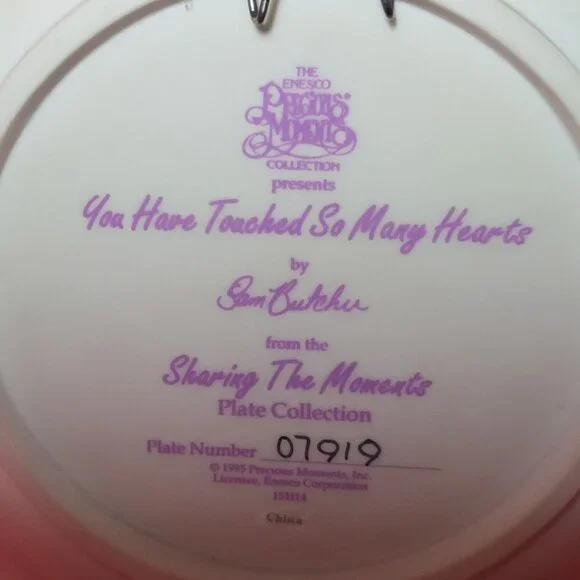 THE
ENESCO
PRECIOUS
MOMENTS
COLLECTION
presents
You Have Touched So Many Hearts
by
Sam Butcher
from the
Sharing The Moments
Plate Collection
Plate Number 07919
© 1995 Precious Moments, Inc.
Licensee, Enesco Corporation
China